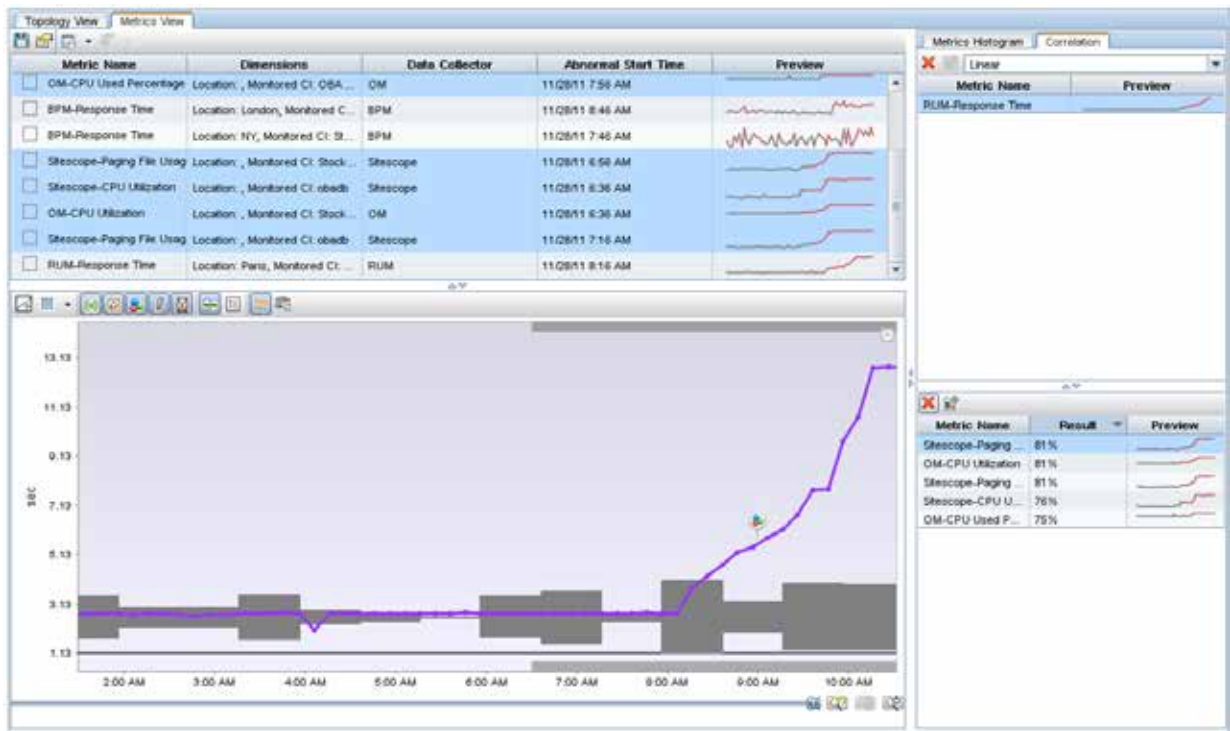 Topology View Metrics View
Metric Name Dimensions Data Collector Abnormal Start Time Preview
OM-CPU Used Percentage Location: , Monitored CI: OBA ... OM 11/28/11 7:56 AM
BPM-Response Time Location: London, Monitored C... BPM 11/28/11 8:46 AM
BPM-Response Time Location: NY, Monitored CI: St... BPM 11/28/11 7:46 AM
Sitescope-Paging File Usag Location: , Monitored CI: Stock... Sitescope 11/28/11 6:56 AM
Sitescope-CPU Utilization Location: , Monitored CI: obadb Sitescope 11/28/11 6:36 AM
OM-CPU Utilization Location: , Monitored CI: Stock... OM 11/28/11 6:36 AM
Sitescope-Paging File Usag Location: , Monitored CI: obadb Sitescope 11/28/11 7:16 AM
RUM-Response Time Location: Paris, Monitored CI: ... RUM 11/28/11 8:16 AM
13.13
11.13
9.13
7.13
5.13
3.13
1.13
sec
2:00 AM 3:00 AM 4:00 AM 5:00 AM 6:00 AM 7:00 AM 8:00 AM 9:00 AM 10:00 AM
Metrics Histogram Correlation
Linear
Metric Name Preview
RUM-Response Time
Metric Name Result Preview
Sitescope-Paging ... 81%
OM-CPU Utilization 81%
Sitescope-Paging ... 81%
Sitescope-CPU U... 76%
OM-CPU Used P... 75%